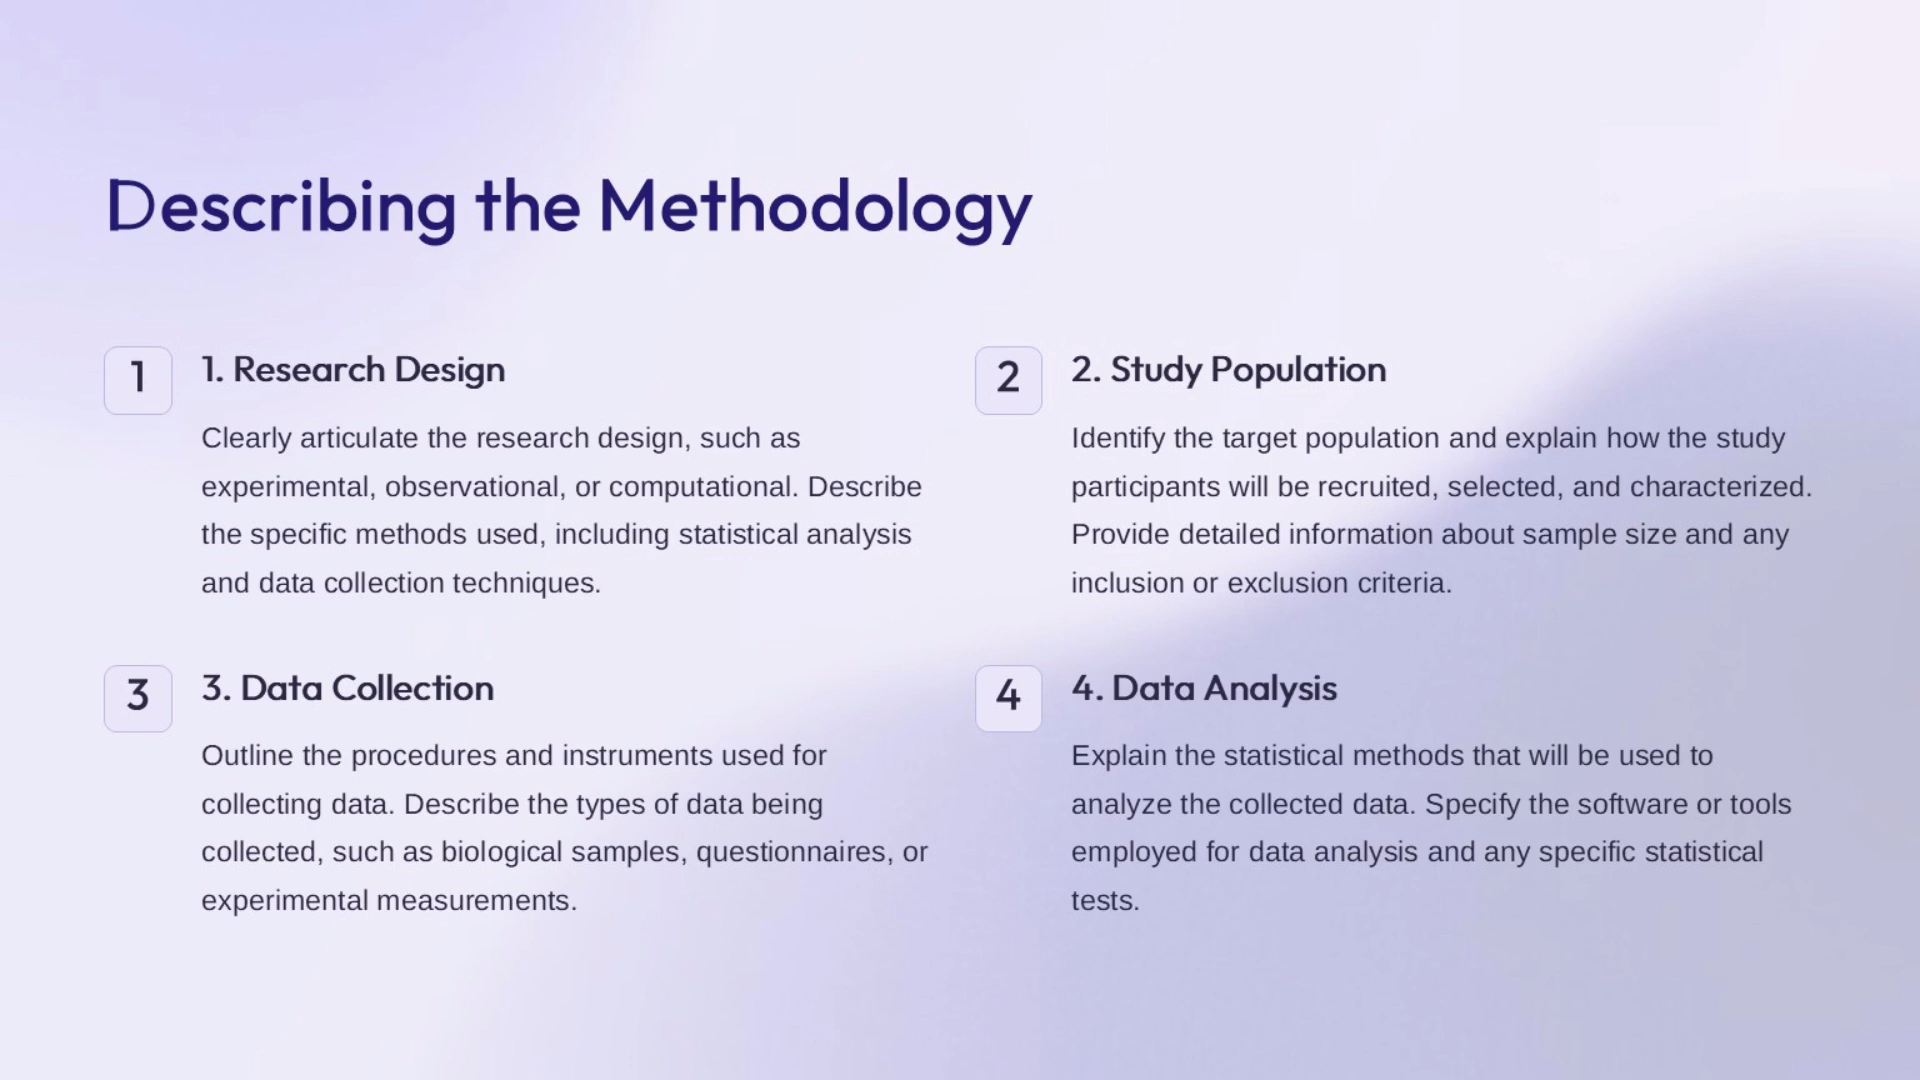 Describing the Methodology
1
1. Research Design
Clearly articulate the research design, such as
experimental, observational, or computational. Describe
the specific methods used, including statistical analysis
and data collection techniques.
2
2. Study Population
Identify the target population and explain how the study
participants will be recruited, selected, and characterized.
Provide detailed information about sample size and any
inclusion or exclusion criteria.
3
3. Data Collection
Outline the procedures and instruments used for
collecting data. Describe the types of data being
collected, such as biological samples, questionnaires, or
experimental measurements.
4
4. Data Analysis
Explain the statistical methods that will be used to
analyze the collected data. Specify the software or tools
employed for data analysis and any specific statistical
tests.